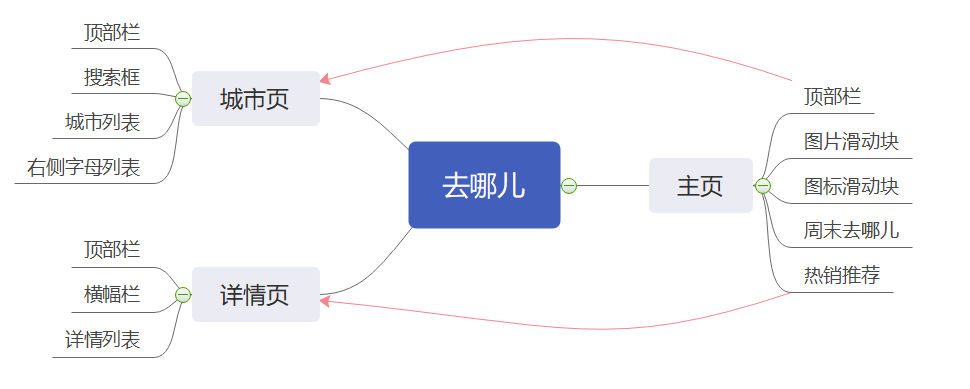 顶部栏
搜索框
城市列表
右侧字母列表
城市页
顶部栏
横幅栏
详情列表
详情页
去哪儿
主页
顶部栏
图片滑动块
图标滑动块
周末去哪儿
热销推荐